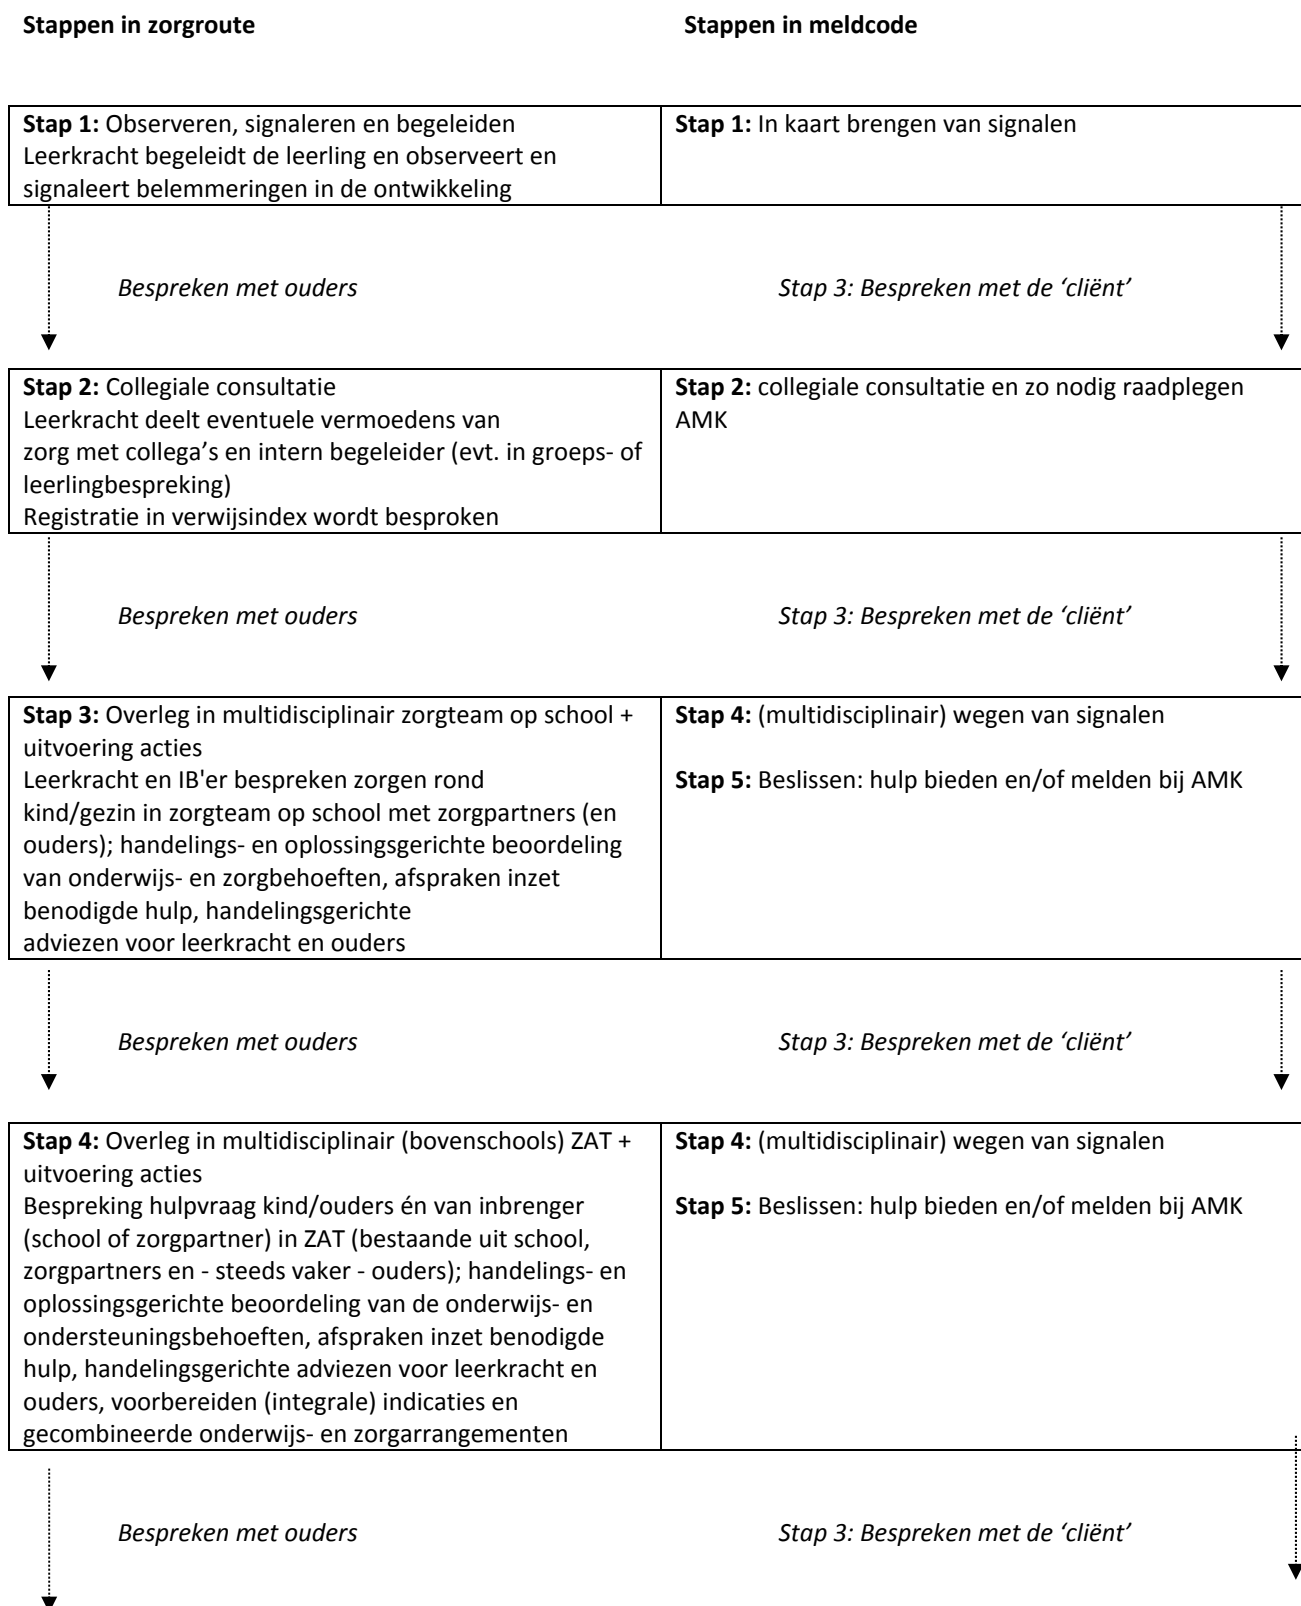 Stappen in zorgroute
Stappen in meldcode
Stap 1: Observeren, signaleren en begeleiden
Leerkracht begeleidt de leerling en observeert en
signaleert belemmeringen in de ontwikkeling
Stap 1: In kaart brengen van signalen
Bespreken met ouders
Stap 3: Bespreken met de ‘cliënt’
Stap 2: Collegiale consultatie
Leerkracht deelt eventuele vermoedens van
zorg met collega’s en intern begeleider (evt. in groeps- of
leerlingbespreking)
Registratie in verwijsindex wordt besproken
Stap 2: collegiale consultatie en zo nodig raadplegen
AMK
Bespreken met ouders
Stap 3: Bespreken met de ‘cliënt’
Stap 3: Overleg in multidisciplinair zorgteam op school +
uitvoering acties
Leerkracht en IB'er bespreken zorgen rond
kind/gezin in zorgteam op school met zorgpartners (en
ouders); handelings- en oplossingsgerichte beoordeling
van onderwijs- en zorgbehoeften, afspraken inzet
benodigde hulp, handelingsgerichte
adviezen voor leerkracht en ouders
Stap 4: (multidisciplinair) wegen van signalen
Stap 5: Beslissen: hulp bieden en/of melden bij AMK
Bespreken met ouders
Stap 3: Bespreken met de ‘cliënt’
Stap 4: Overleg in multidisciplinair (bovenschools) ZAT +
uitvoering acties
Bespreking hulpvraag kind/ouders én van inbrenger
(school of zorgpartner) in ZAT (bestaande uit school,
zorgpartners en - steeds vaker - ouders); handelings- en
oplossingsgerichte beoordeling van de onderwijs- en
ondersteuningsbehoeften, afspraken inzet benodigde
hulp, handelingsgerichte adviezen voor leerkracht en
ouders, voorbereiden (integrale) indicaties en
gecombineerde onderwijs- en zorgarrangementen
Stap 4: (multidisciplinair) wegen van signalen
Stap 5: Beslissen: hulp bieden en/of melden bij AMK
Bespreken met ouders
Stap 3: Bespreken met de ‘cliënt’